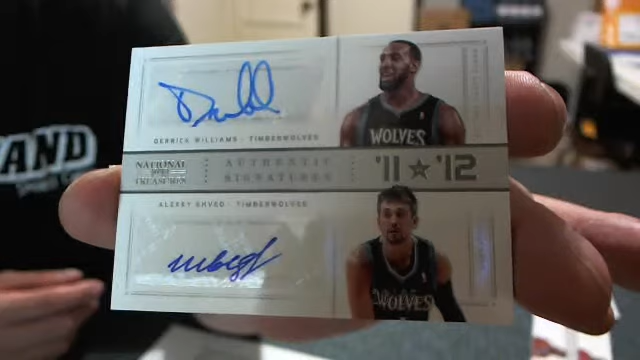 DERRICK WILLIAMS · TIMBERWOLVES
WOLVES
NATIONAL
TREASURES
AUTHENTIC
SIGNATURES
'11 ★ '12
ALEXEY SHVED · TIMBERWOLVES
WOLVES
AND